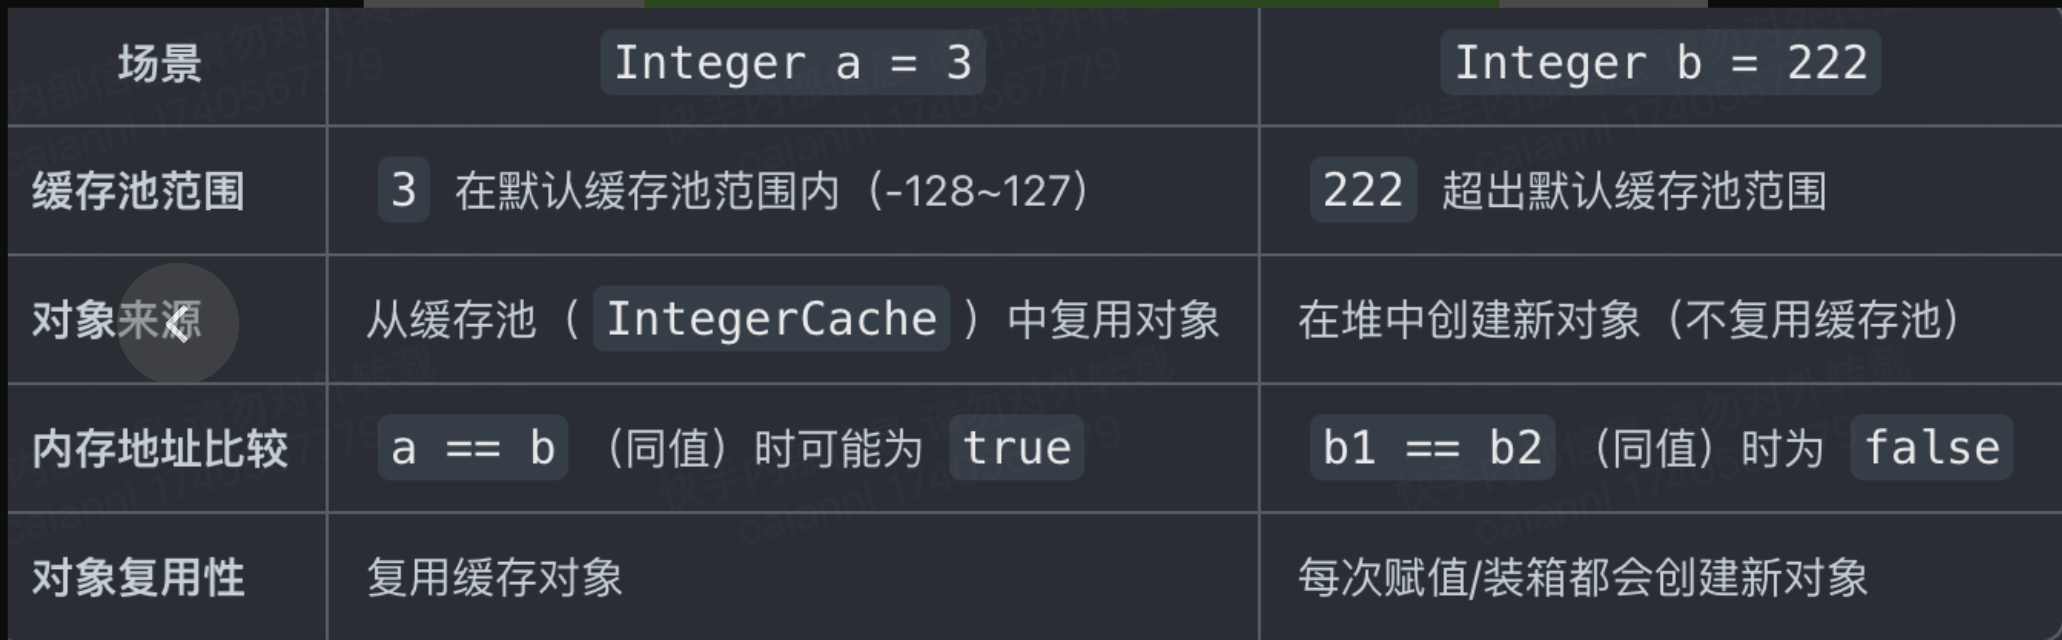 场景 Integer a = 3 Integer b = 222
缓存池范围 3 在默认缓存池范围内（-128~127） 222 超出默认缓存池范围
对象来源 从缓存池（ IntegerCache ）中复用对象 在堆中创建新对象（不复用缓存池）
内存地址比较 a == b （同值）时可能为 true b1 == b2 （同值）时为 false
对象复用性 复用缓存对象 每次赋值/装箱都会创建新对象